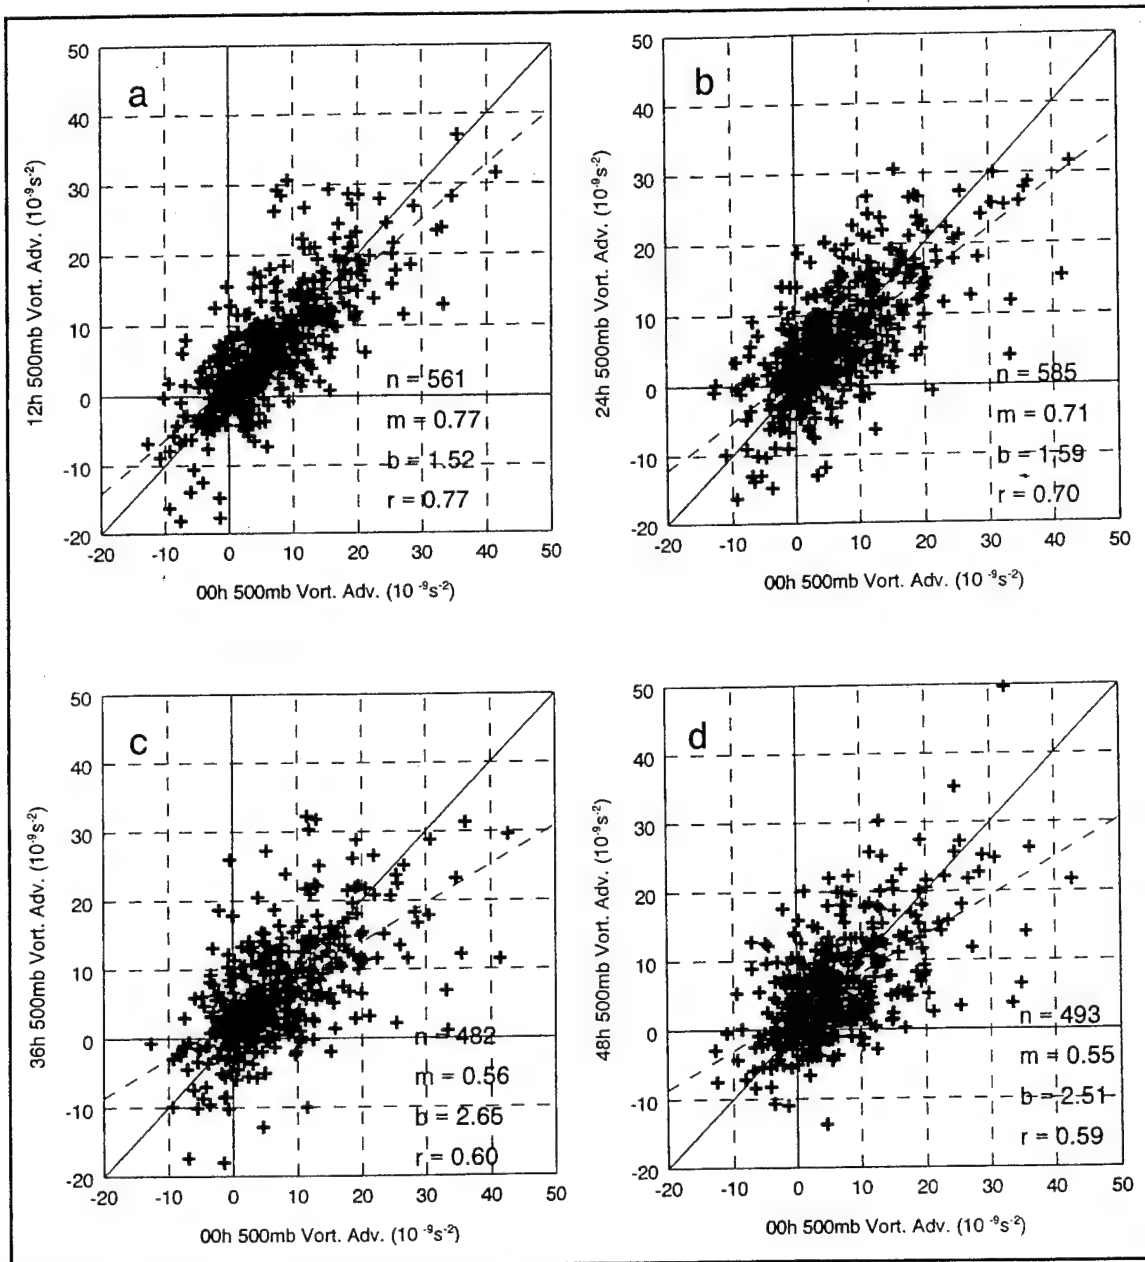 a
12h 500mb Vort. Adv. (10⁻⁹s⁻²)
50
40
30
20
10
0
-10
-20
n = 561
m = 0.77
b = 1.52
r = 0.77
-20 -10 0 10 20 30 40 50
00h 500mb Vort. Adv. (10⁻⁹s⁻²)
b
24h 500mb Vort. Adv. (10⁻⁹s⁻²)
50
40
30
20
10
0
-10
-20
n = 585
m = 0.71
b = 1.59
r = 0.70
-20 -10 0 10 20 30 40 50
00h 500mb Vort. Adv. (10⁻⁹s⁻²)
c
36h 500mb Vort. Adv. (10⁻⁹s⁻²)
50
40
30
20
10
0
-10
-20
n = 482
m = 0.56
b = 2.65
r = 0.60
-20 -10 0 10 20 30 40 50
00h 500mb Vort. Adv. (10⁻⁹s⁻²)
d
48h 500mb Vort. Adv. (10⁻⁹s⁻²)
50
40
30
20
10
0
-10
-20
n = 493
m = 0.55
b = 2.51
r = 0.59
-20 -10 0 10 20 30 40 50
00h 500mb Vort. Adv. (10⁻⁹s⁻²)